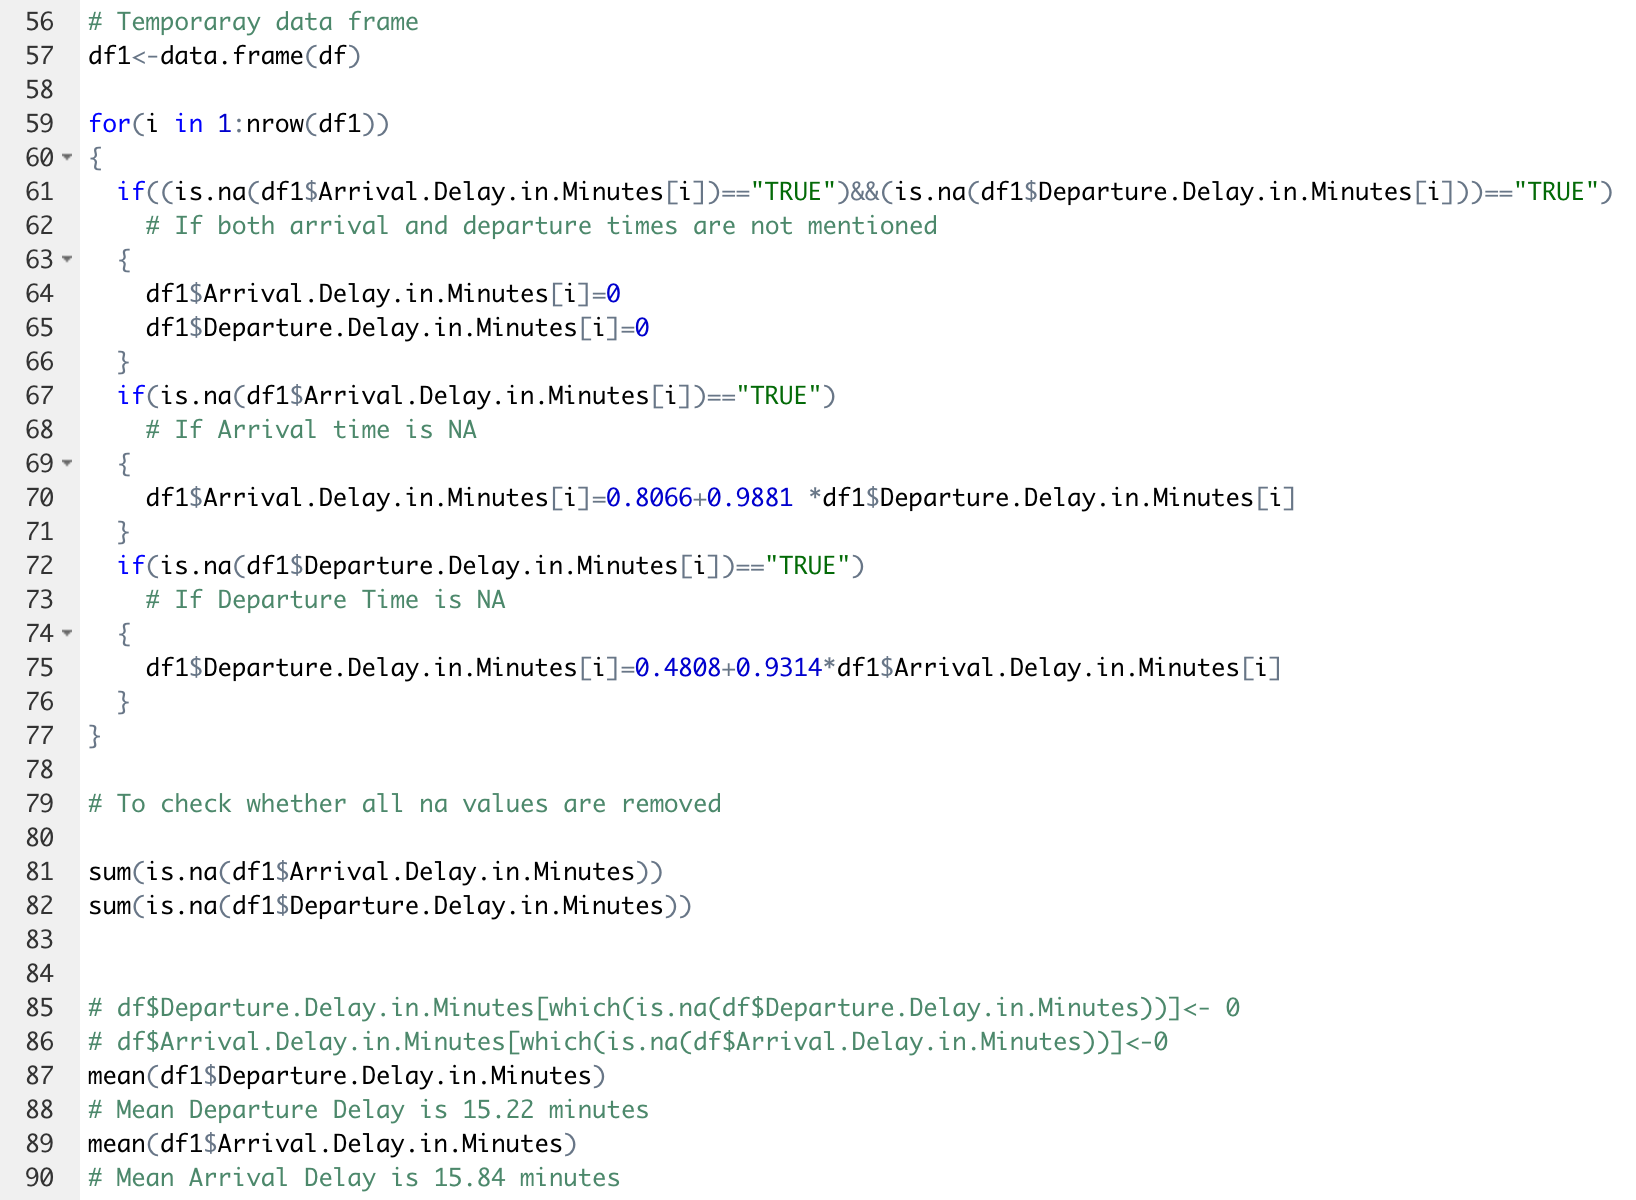 56 # Temporaray data frame
57 df1<-data.frame(df)
58
59 for(i in 1:nrow(df1))
60 {
61   if((is.na(df1$Arrival.Delay.in.Minutes[i])=="TRUE")&&(is.na(df1$Departure.Delay.in.Minutes[i]))=="TRUE")
62     # If both arrival and departure times are not mentioned
63   {
64     df1$Arrival.Delay.in.Minutes[i]=0
65     df1$Departure.Delay.in.Minutes[i]=0
66   }
67   if(is.na(df1$Arrival.Delay.in.Minutes[i])=="TRUE")
68     # If Arrival time is NA
69   {
70     df1$Arrival.Delay.in.Minutes[i]=0.8066+0.9881 *df1$Departure.Delay.in.Minutes[i]
71   }
72   if(is.na(df1$Departure.Delay.in.Minutes[i])=="TRUE")
73     # If Departure Time is NA
74   {
75     df1$Departure.Delay.in.Minutes[i]=0.4808+0.9314*df1$Arrival.Delay.in.Minutes[i]
76   }
77 }
78
79 # To check whether all na values are removed
80
81 sum(is.na(df1$Arrival.Delay.in.Minutes))
82 sum(is.na(df1$Departure.Delay.in.Minutes))
83
84
85 # df$Departure.Delay.in.Minutes[which(is.na(df$Departure.Delay.in.Minutes))]<- 0
86 # df$Arrival.Delay.in.Minutes[which(is.na(df$Arrival.Delay.in.Minutes))]<-0
87 mean(df1$Departure.Delay.in.Minutes)
88 # Mean Departure Delay is 15.22 minutes
89 mean(df1$Arrival.Delay.in.Minutes)
90 # Mean Arrival Delay is 15.84 minutes